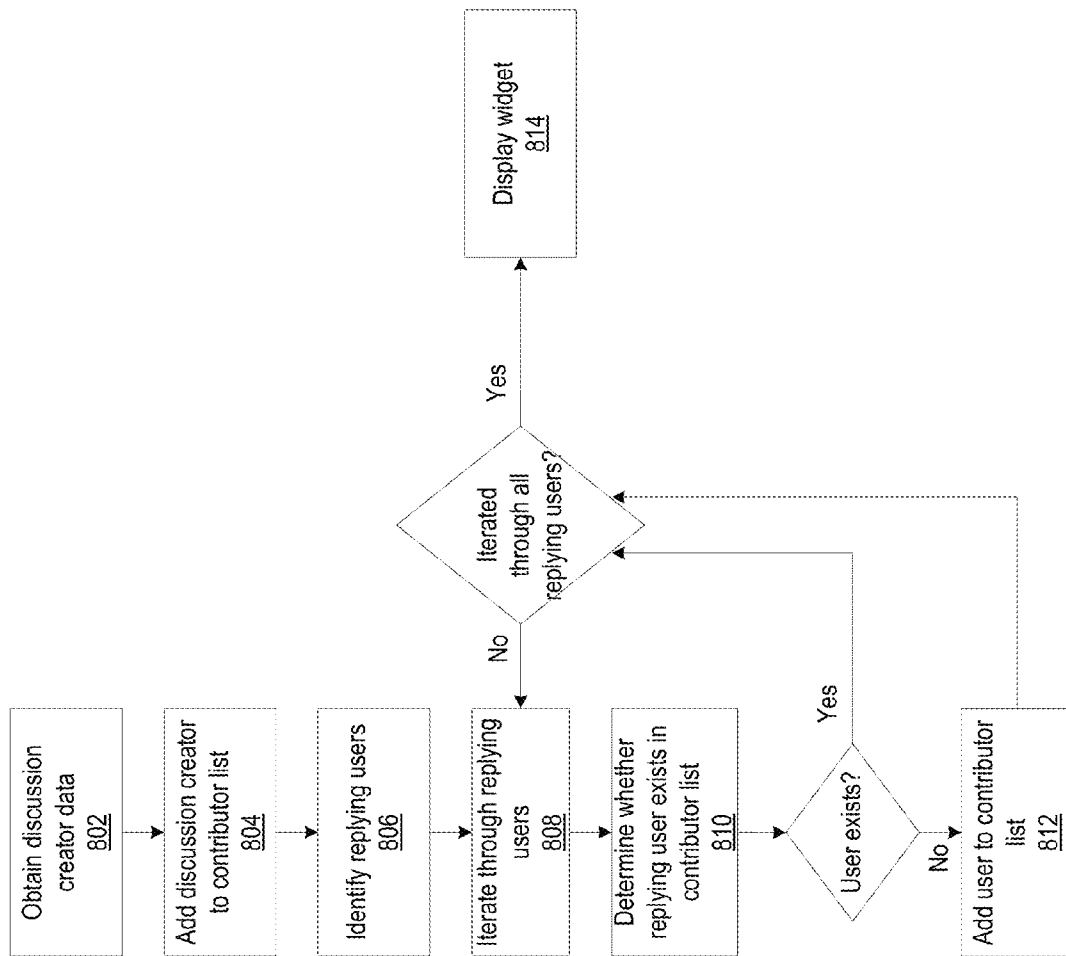 Obtain discussion
creator data
802
Add discussion creator
to contributor list
804
Identify replying users
806
Iterate through replying
users
808
Determine whether
replying user exists in
contributor list
810
User exists?
Yes
No
Add user to contributor
list
812
Iterated
through all
replying users?
No
Yes
Display widget
814